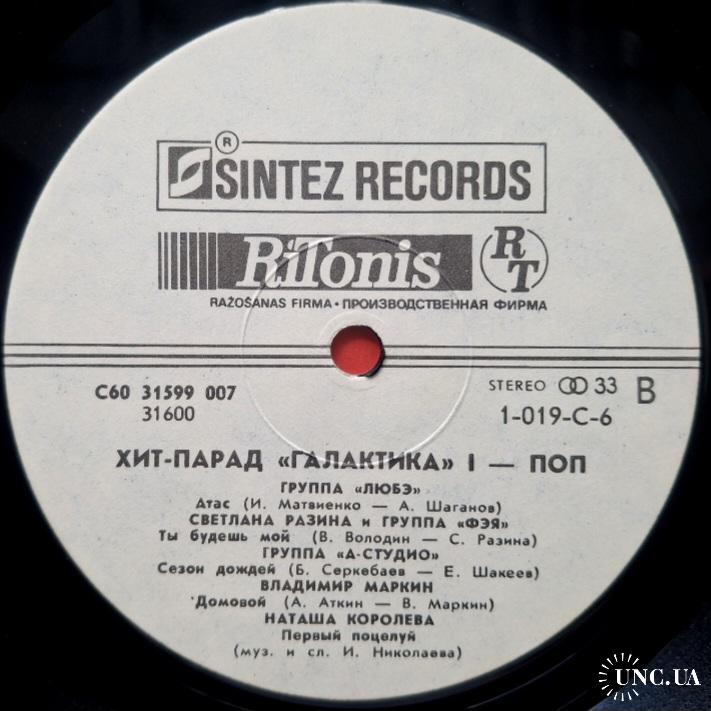 ®
SINTEZ RECORDS
RiTonis RT
RAŽOŠANAS FIRMA • ПРОИЗВОДСТВЕННАЯ ФИРМА
С60 31599 007
31600
STEREO 33 B
1-019-C-6
ХИТ-ПАРАД «ГАЛАКТИКА» I — ПОП
ГРУППА «ЛЮБЭ»
Атас (И. Матвиенко — А. Шаганов)
СВЕТЛАНА РАЗИНА и ГРУППА «ФЭЯ»
Ты будешь мой (В. Володин — С. Разина)
ГРУППА «А-СТУДИО»
Сезон дождей (Б. Серкебаев — Е. Шакеев)
ВЛАДИМИР МАРКИН
Домовой (А. Аткин — В. Маркин)
НАТАША КОРОЛЕВА
Первый поцелуй
(муз. и сл. И. Николаева)
UNC.UA